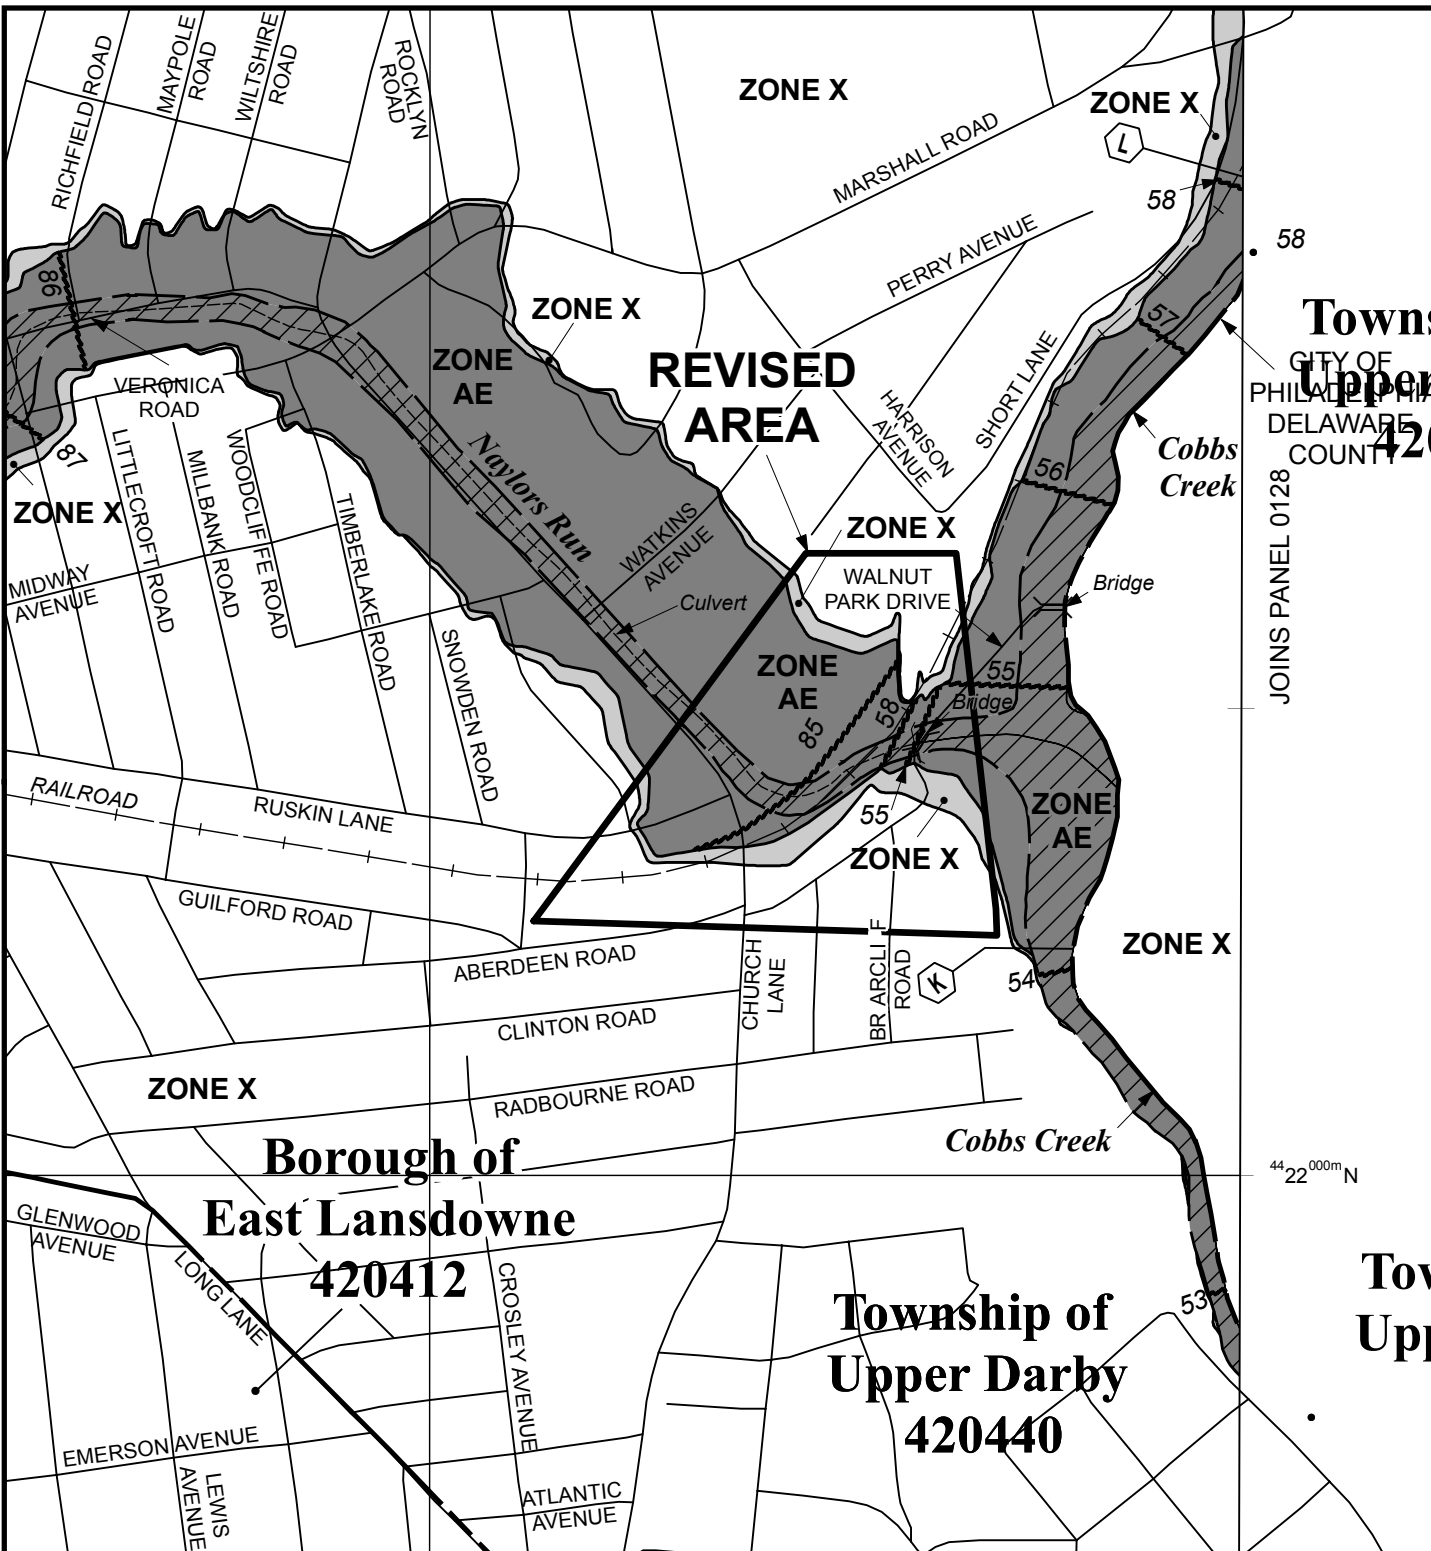 RICHFIELD ROAD
MAYPOLE
ROAD
WILTSHIRE
ROAD
ROCKLYN
ROAD
ZONE X
MARSHALL ROAD
ZONE X
L
58
58
PERRY AVENUE
86
ZONE X
57
ZONE
AE
REVISED
AREA
SHORT LANE
CITY OF
PHILADELPHIA
DELAWARE
COUNTY
VERONICA
ROAD
HARRISON
AVENUE
Cobbs
Creek
JOINS PANEL 0128
87
ZONE X
LITTLECROFT ROAD
MILLBANK ROAD
WOODCLIF FE ROAD
TIMBERLAKE ROAD
Naylors Run
WATKINS
AVENUE
56
ZONE X
MIDWAY
AVENUE
Culvert
WALNUT
PARK DRIVE
Bridge
SNOWDEN ROAD
ZONE
AE
85
58
55
Bridge
RAILROAD
RUSKIN LANE
55
ZONE
AE
ZONE X
GUILFORD ROAD
ABERDEEN ROAD
CHURCH
LANE
BR ARCLI F
ROAD
K
54
ZONE X
CLINTON ROAD
ZONE X
RADBOURNE ROAD
Cobbs Creek
Borough of
East Lansdowne
420412
4422000m N
GLENWOOD
AVENUE
LONG LANE
CROSLEY AVENUE
53
Township of
Upper Darby
420440
EMERSON AVENUE
LEWIS
AVENUE
ATLANTIC
AVENUE